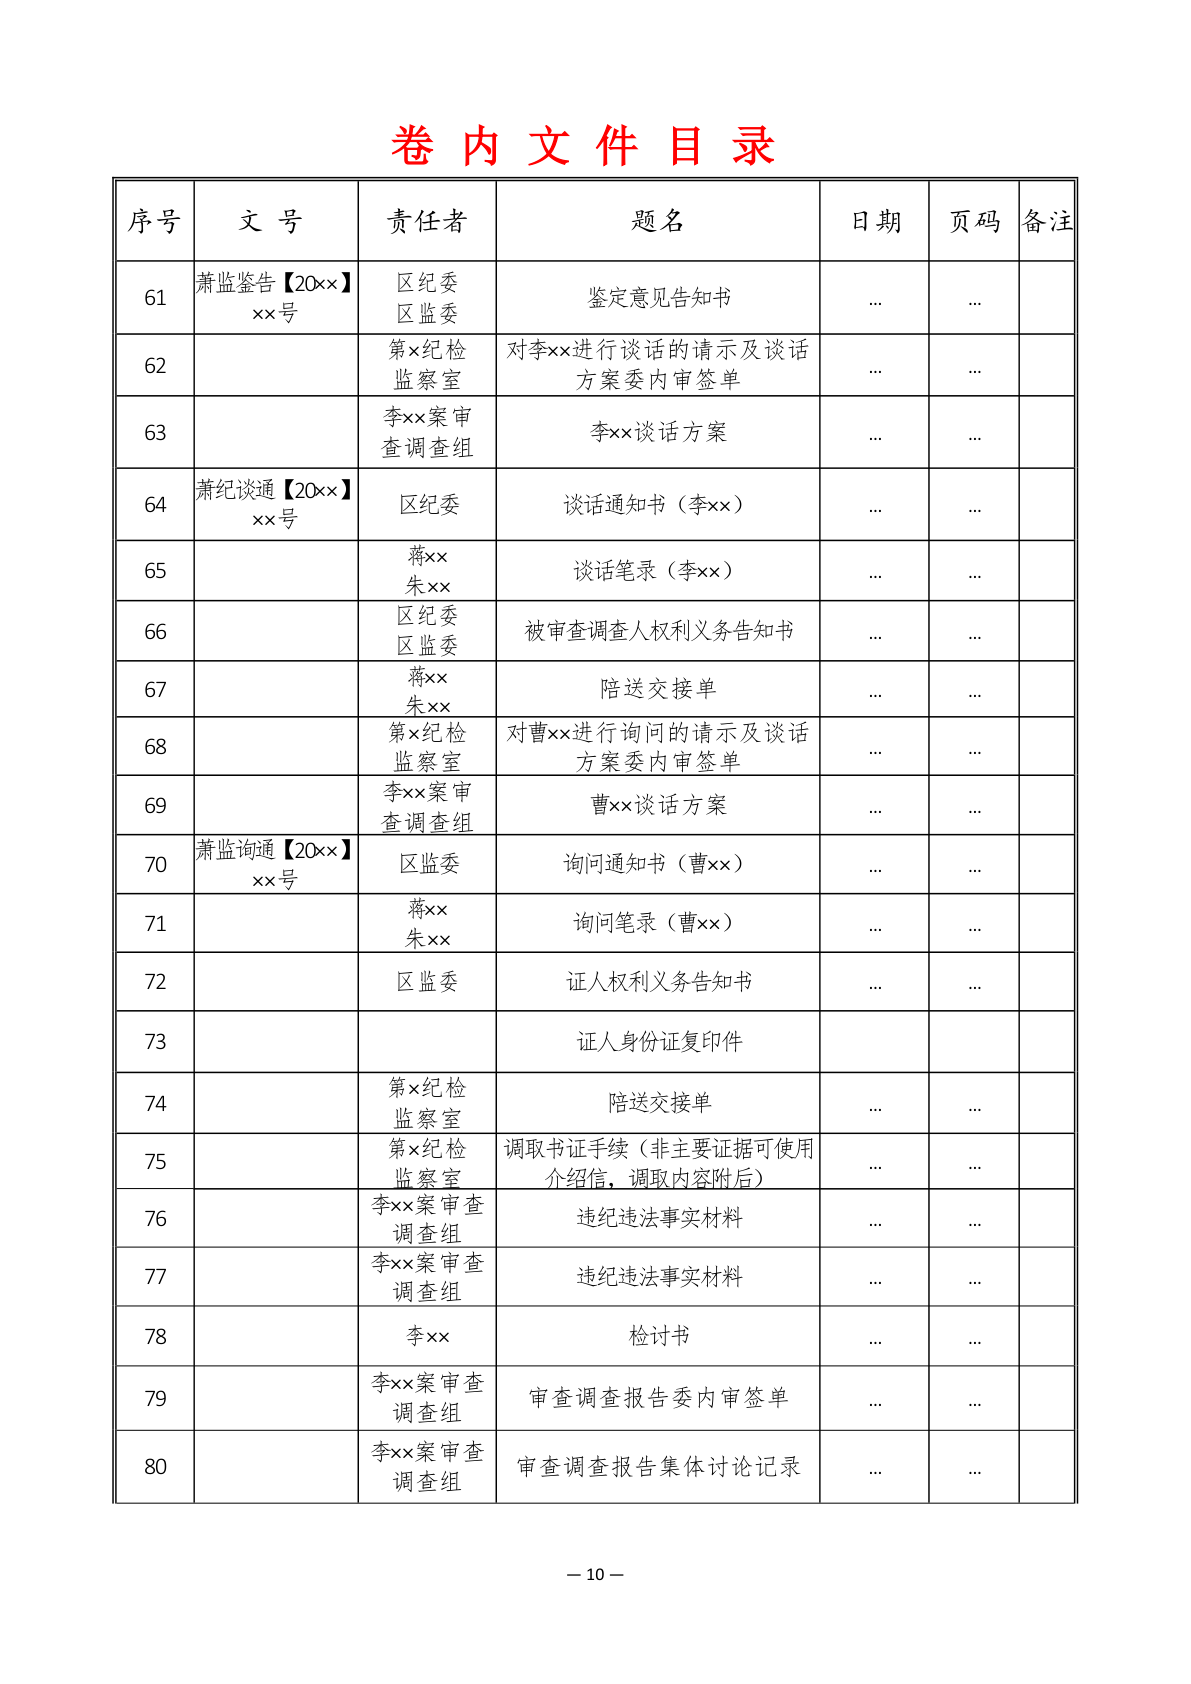 卷 内 文 件 目 录
序号 文 号 责任者 题名 日期 页码 备注
61 萧监鉴告【20××】××号 区纪委 区监委 鉴定意见告知书 … …
62 第×纪检监察室 对李××进行谈话的请示及谈话方案委内审签单 … …
63 李××案审查调查组 李××谈话方案 … …
64 萧纪谈通【20××】××号 区纪委 谈话通知书（李××） … …
65 蒋×× 朱×× 谈话笔录（李××） … …
66 区纪委 区监委 被审查调查人权利义务告知书 … …
67 蒋×× 朱×× 陪送交接单 … …
68 第×纪检监察室 对曹××进行询问的请示及谈话方案委内审签单 … …
69 李××案审查调查组 曹××谈话方案 … …
70 萧监询通【20××】××号 区监委 询问通知书（曹××） … …
71 蒋×× 朱×× 询问笔录（曹××） … …
72 区监委 证人权利义务告知书 … …
73 证人身份证复印件
74 第×纪检监察室 陪送交接单 … …
75 第×纪检监察室 调取书证手续（非主要证据可使用介绍信，调取内容附后） … …
76 李××案审查调查组 违纪违法事实材料 … …
77 李××案审查调查组 违纪违法事实材料 … …
78 李×× 检讨书 … …
79 李××案审查调查组 审查调查报告委内审签单 … …
80 李××案审查调查组 审查调查报告集体讨论记录 … …
— 10 —